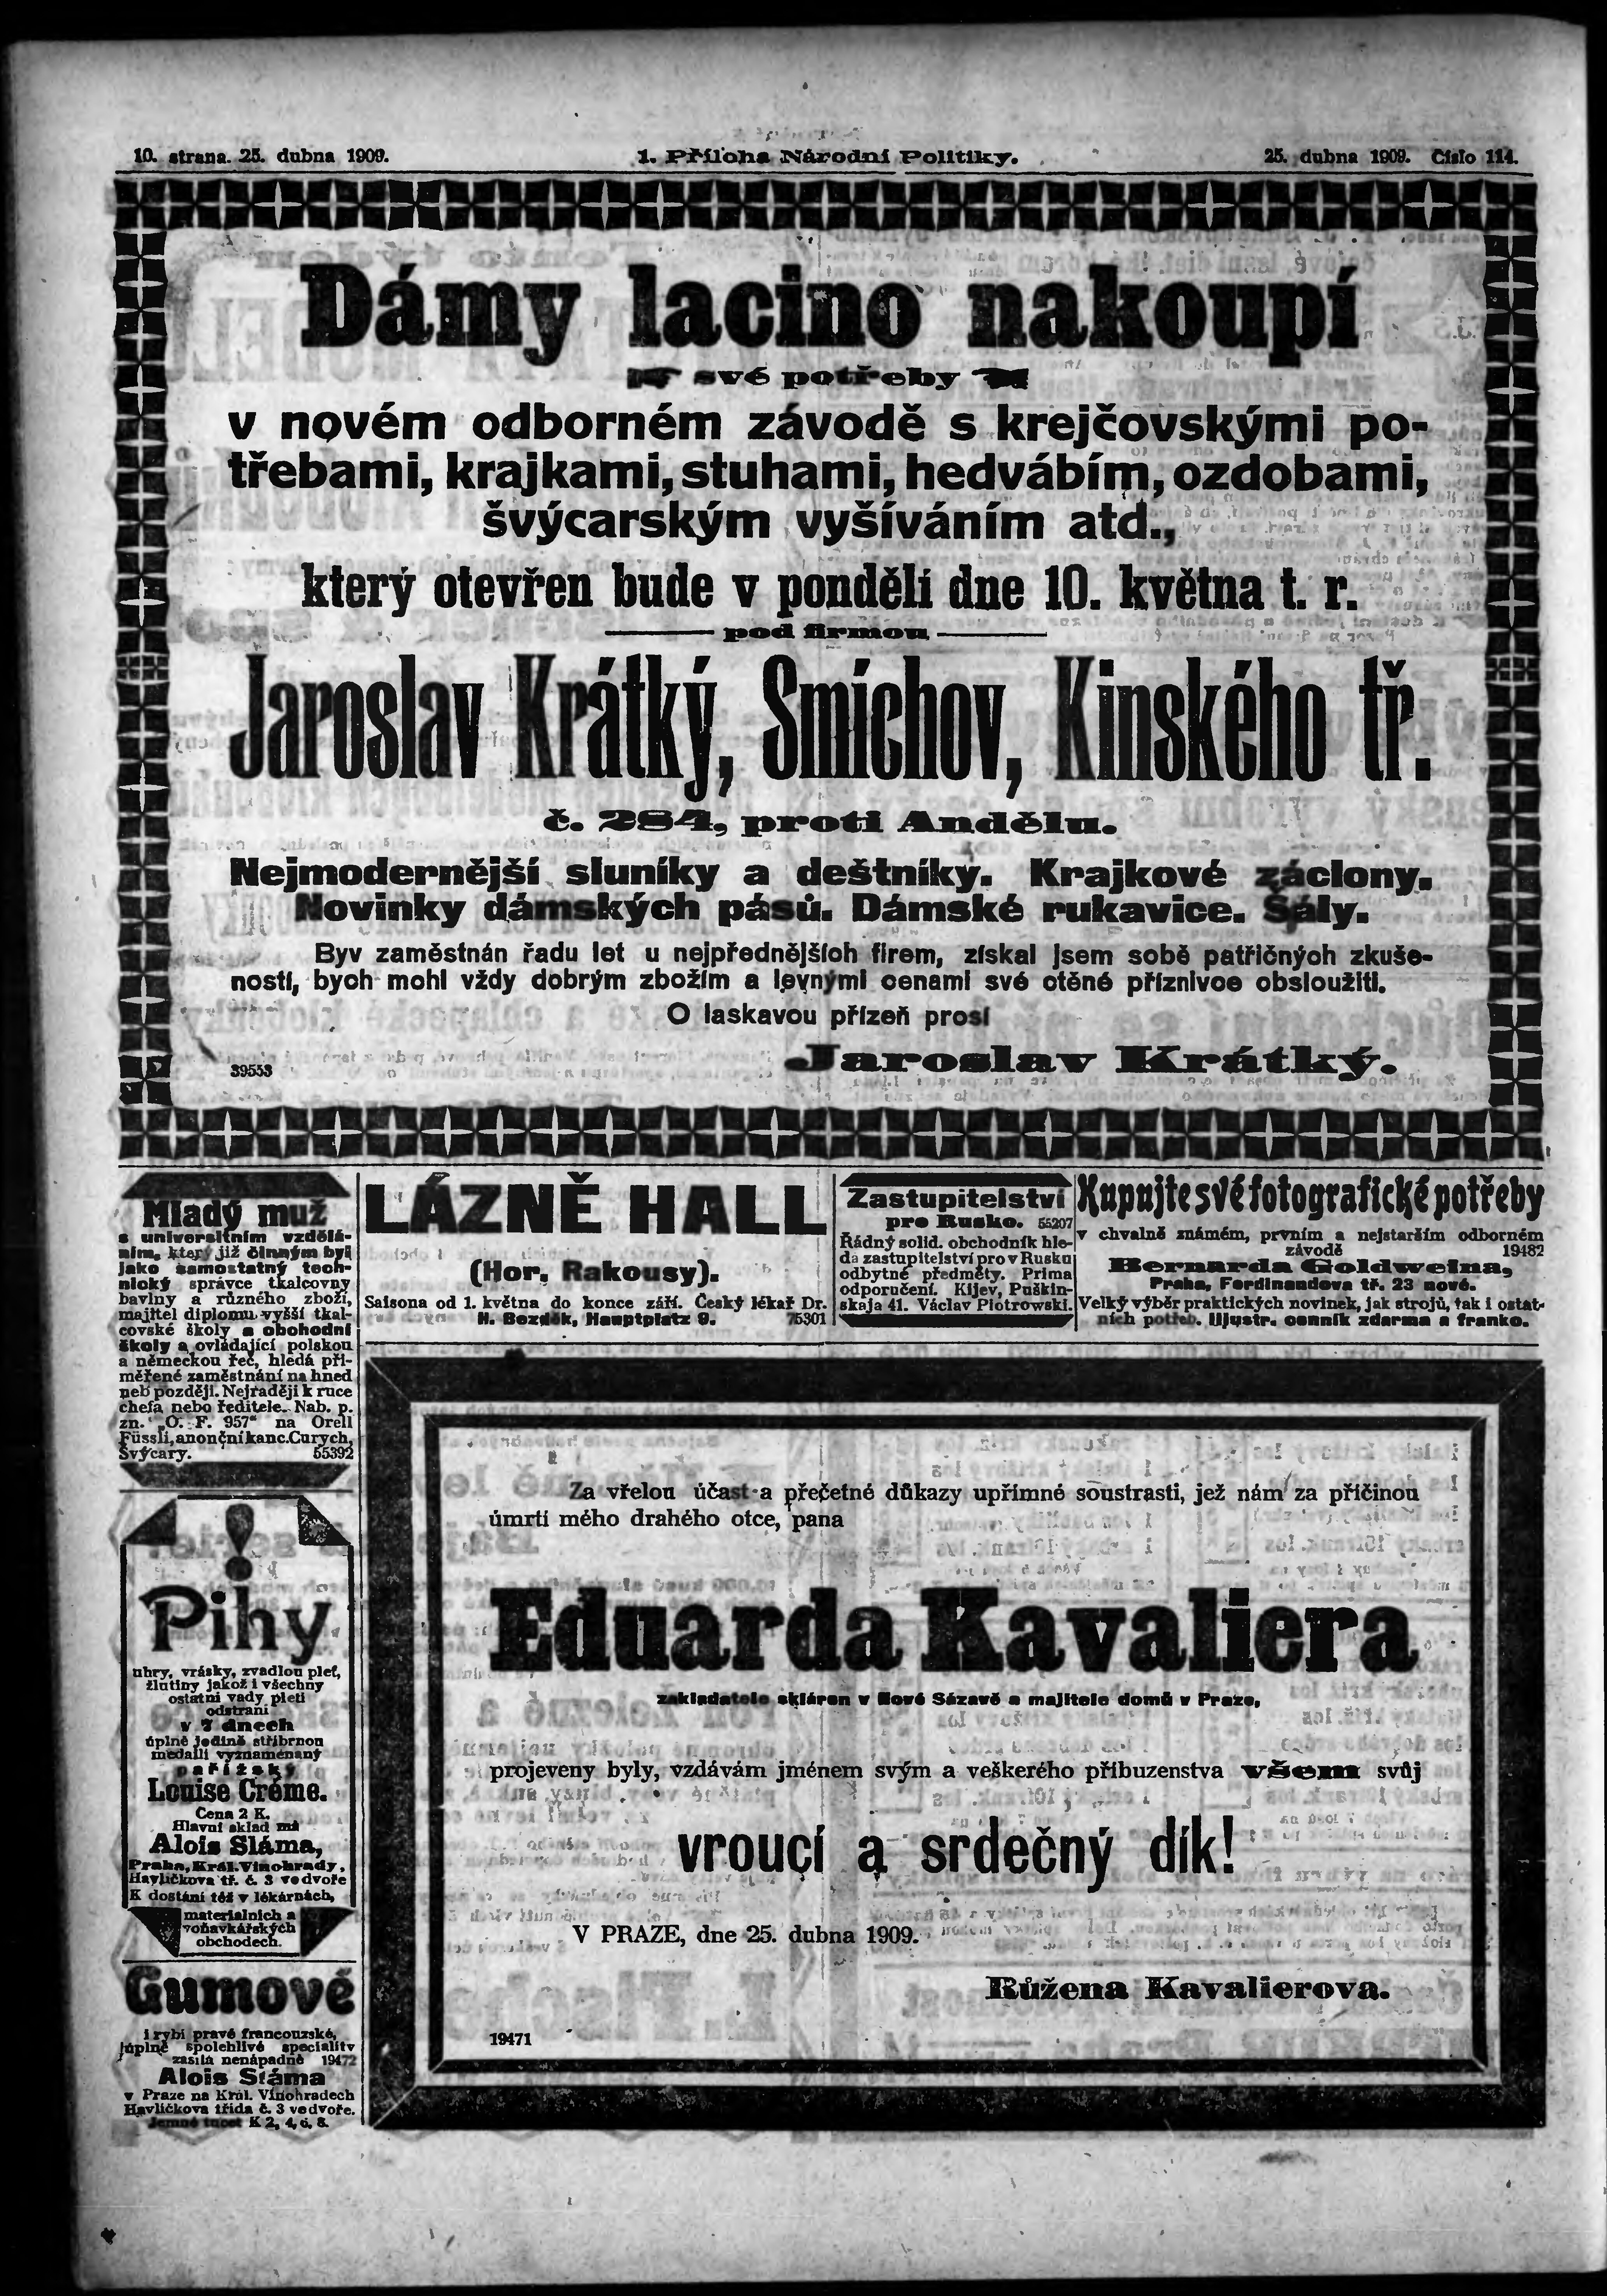 10. strana. 25. dubna 1909.
1. Příloha Národní Politiky.
25. dubna 1909. Číslo 114.
Dámy lacino nakoupí
své potřeby
v novém odborném závodě s krejčovskými po-
třebami, krajkami, stuhami, hedvábím, ozdobami,
švýcarským vyšíváním atd.,
který otevřen bude v pondělí dne 10. května t. r.
pod firmou
Jaroslav Krátký, Smíchov, Kinského tř.
č. 284, proti Andělu.
Nejmodernější sluníky a deštníky. Krajkové záclony.
Novinky dámských pásů. Dámské rukavice. Šály.
Byv zaměstnán řadu let u nejpřednějších firem, získal jsem sobě patřičných zkuše-
ností, bych mohl vždy dobrým zbožím a levnými cenami své ctěné příznivce obsloužiti.
O laskavou přízeň prosí
39553
Jaroslav Krátký.
Mladý muž
s universitním vzdělá-
ním, který již činným byl
jako samostatný tech-
nický správce tkalcovny
bavlny a různého zboží,
majitel diplomu vyšší tkal-
covské školy a obchodní
školy a ovládající polskou
a německou řeč, hledá při-
měřené zaměstnání na hned
neb později. Nejraději k ruce
chefa nebo ředitele. Nab. p.
zn. „O. F. 957“ na Orell
Füssli, anonční kanc. Curych,
Švýcary. 55392
Pihy
uhry, vrásky, zvadlou pleť,
žlutiny jakož i všechny
ostatní vady pleti
odstraní
v 7 dnech
úplně jedině stříbrnou
medailí vyznamenaný
pařížský
Louise Créme.
Cena 2 K.
Hlavní sklad má
Alois Sláma,
Praha, Král. Vinohrady,
Havlíčkova tř. č. 3 ve dvoře
K dostání též v lékárnách,
materialních a
voňavkářských
obchodech.
Gumové
i rybí pravé francouzské,
úplně spolehlivé speciality
zasílá nenápadně 19472
Alois Sláma
v Praze na Král. Vinohradech
Havlíčkova třída č. 3 ve dvoře.
Jemné tucet K 2, 4, 6, 8.
LÁZNĚ HALL
(Hor. Rakousy).
Saisona od 1. května do konce září. Český lékař Dr.
H. Bezděk, Hauptplatz 9. 75301
Zastupitelství
pro Rusko. 55207
Řádný solid. obchodník hle-
dá zastupitelství pro v Rusku
odbytné předměty. Prima
odporučení. Kijev, Puškin-
skaja 41. Václav Piotrowski.
Kupujte své fotografické potřeby
v chvalně známém, prvním a nejstarším odborném
závodě 19482
Bernarda Goldweina,
Praha, Ferdinandova tř. 23 nové.
Velký výběr praktických novinek, jak strojů, tak i ostat-
ních potřeb. Illustr. cenník zdarma a franko.
Za vřelou účast a přečetné důkazy upřímné soustrasti, jež nám za příčinou
úmrtí mého drahého otce, pana
Eduarda Kavaliera
zakladatele skláren v Nové Sázavě a majitele domů v Praze,
projeveny byly, vzdávám jménem svým a veškerého příbuzenstva všem svůj
vroucí a srdečný dík!
V PRAZE, dne 25. dubna 1909.
Růžena Kavalierova.
19471